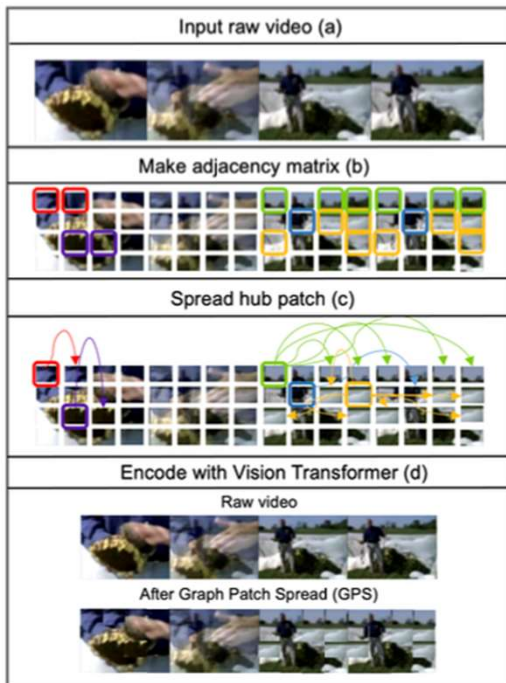 Input raw video (a)
Make adjacency matrix (b)
Spread hub patch (c)
Encode with Vision Transformer (d)
Raw video
After Graph Patch Spread (GPS)